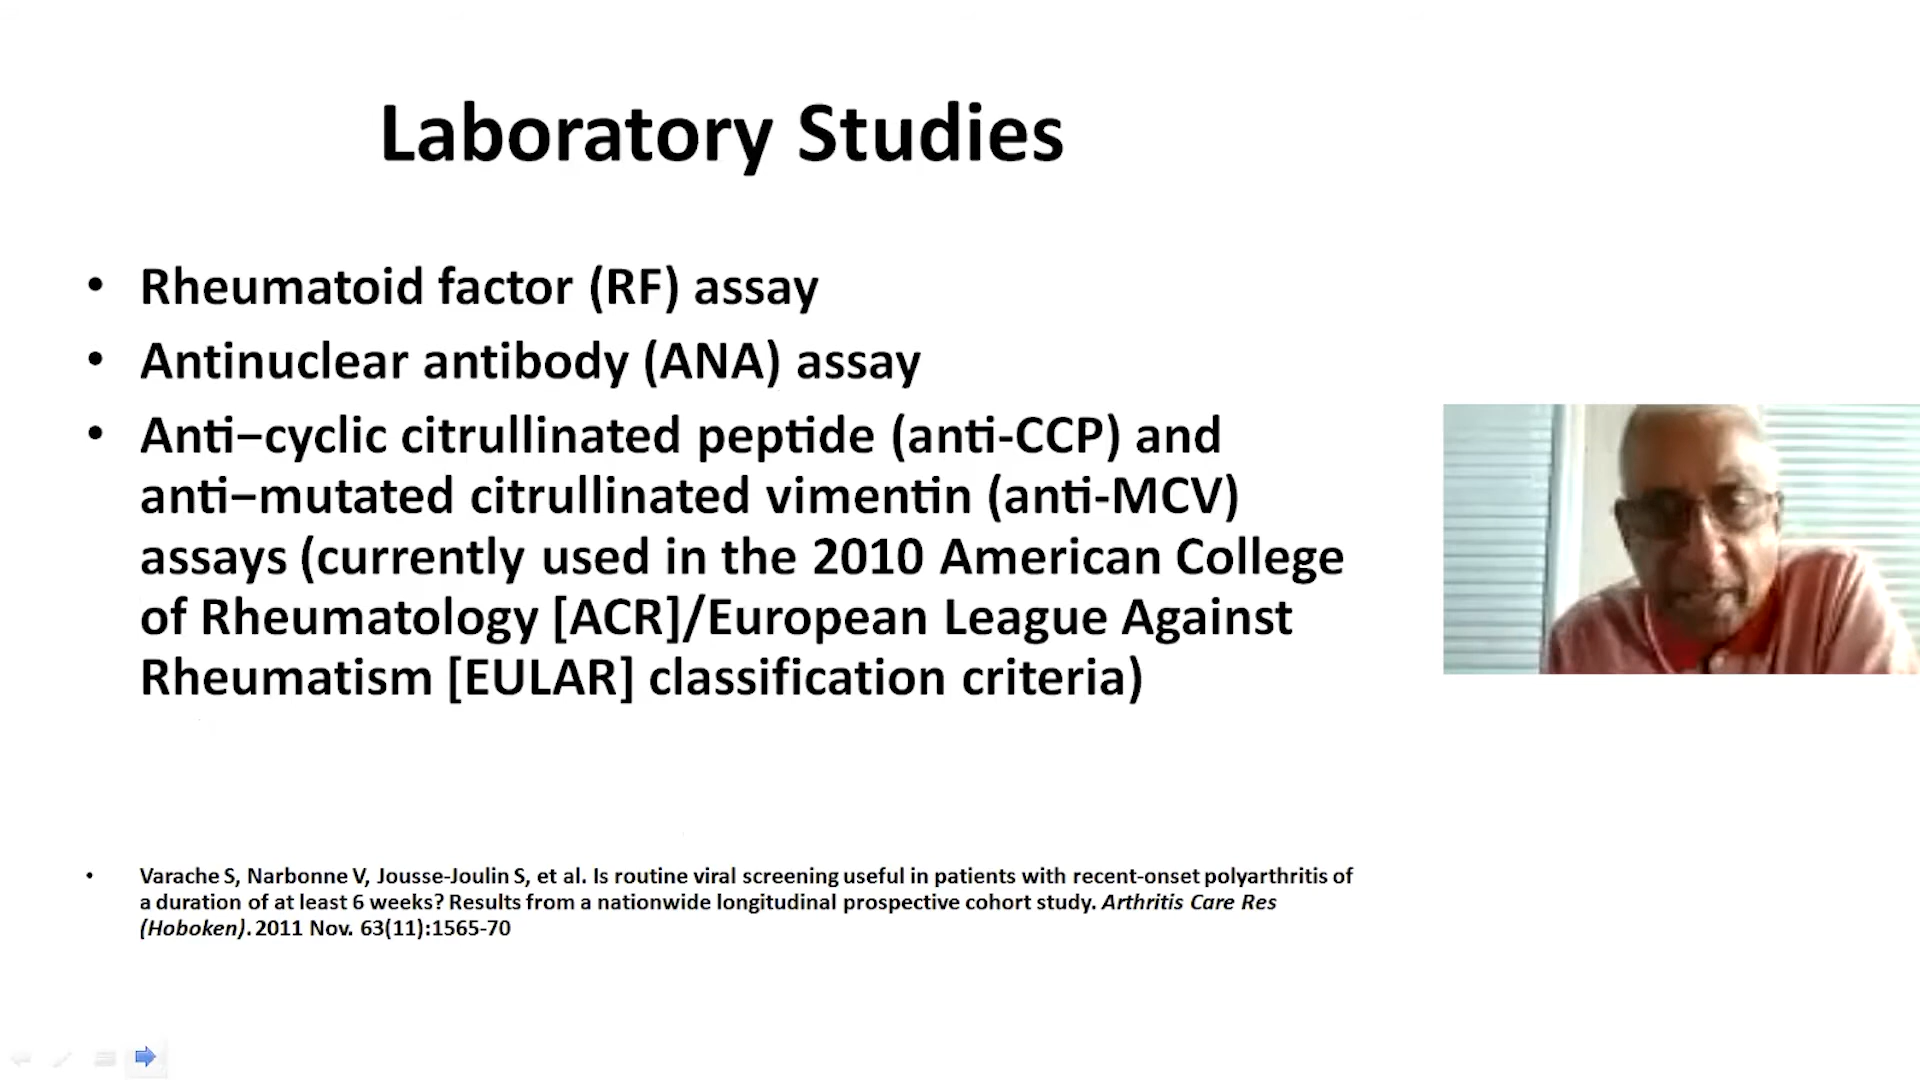 Laboratory Studies
• Rheumatoid factor (RF) assay
• Antinuclear antibody (ANA) assay
• Anti−cyclic citrullinated peptide (anti-CCP) and
anti−mutated citrullinated vimentin (anti-MCV)
assays (currently used in the 2010 American College
of Rheumatology [ACR]/European League Against
Rheumatism [EULAR] classification criteria)
• Varache S, Narbonne V, Jousse-Joulin S, et al. Is routine viral screening useful in patients with recent-onset polyarthritis of
a duration of at least 6 weeks? Results from a nationwide longitudinal prospective cohort study. Arthritis Care Res
(Hoboken). 2011 Nov. 63(11):1565-70